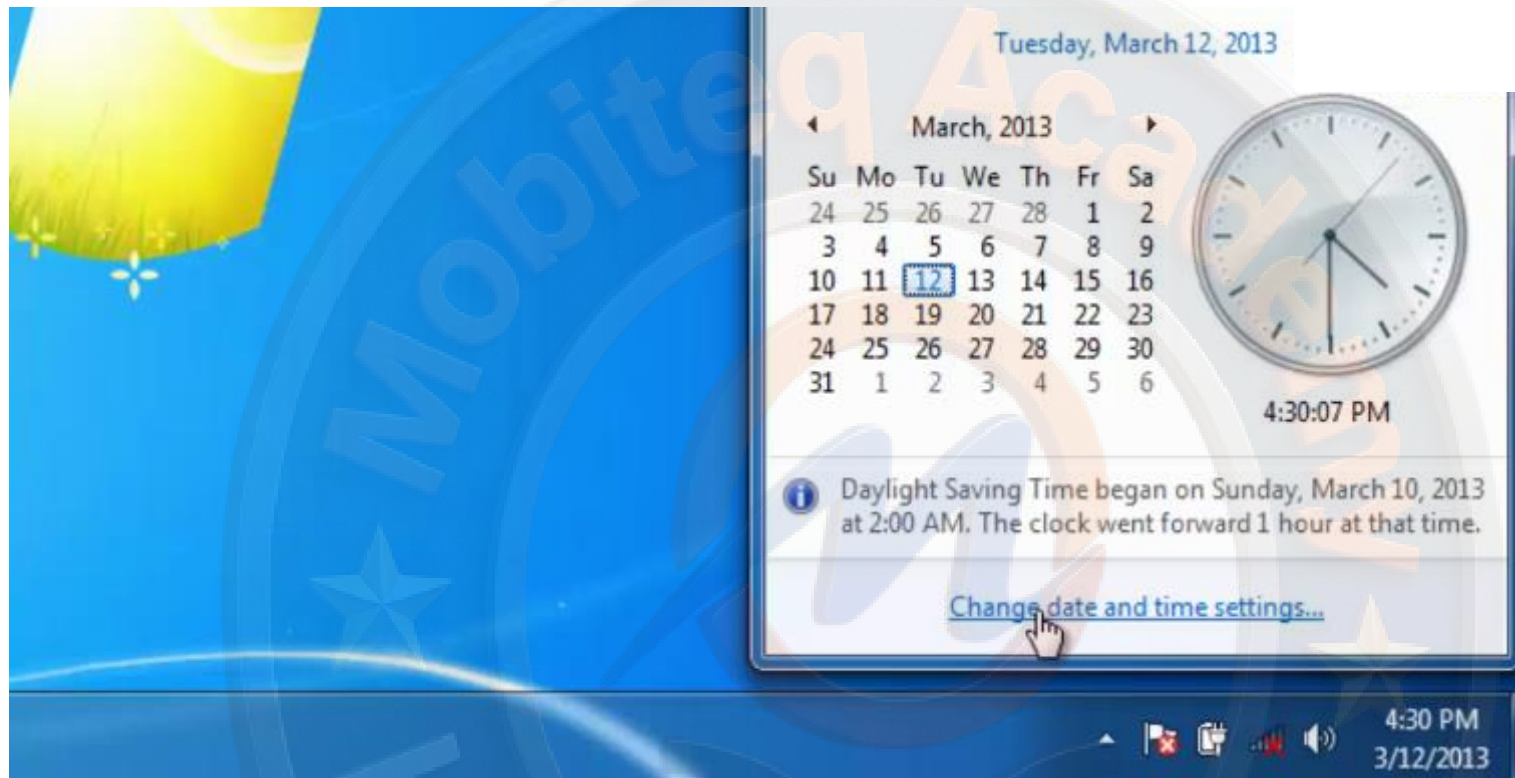 Tuesday, March 12, 2013
March, 2013
Su Mo Tu We Th Fr Sa
24 25 26 27 28 1 2
3 4 5 6 7 8 9
10 11 12 13 14 15 16
17 18 19 20 21 22 23
24 25 26 27 28 29 30
31 1 2 3 4 5 6
4:30:07 PM
Daylight Saving Time began on Sunday, March 10, 2013
at 2:00 AM. The clock went forward 1 hour at that time.
Change date and time settings...
4:30 PM
3/12/2013
Mobiteq Academy